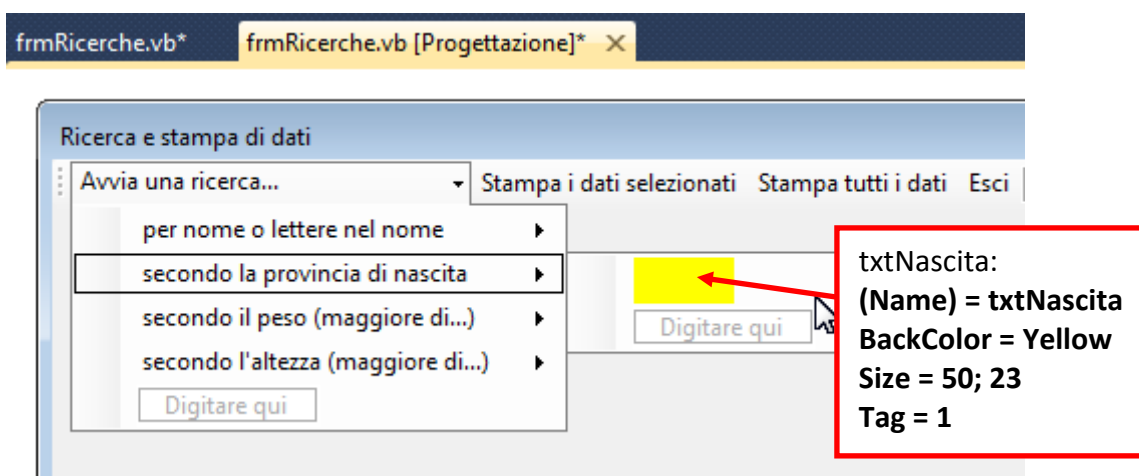 frmRicerche.vb* frmRicerche.vb [Progettazione]* ×
Ricerca e stampa di dati
Avvia una ricerca... Stampa i dati selezionati Stampa tutti i dati Esci
per nome o lettere nel nome
secondo la provincia di nascita
secondo il peso (maggiore di...)
secondo l'altezza (maggiore di...)
Digitare qui
Digitare qui
txtNascita:
(Name) = txtNascita
BackColor = Yellow
Size = 50; 23
Tag = 1